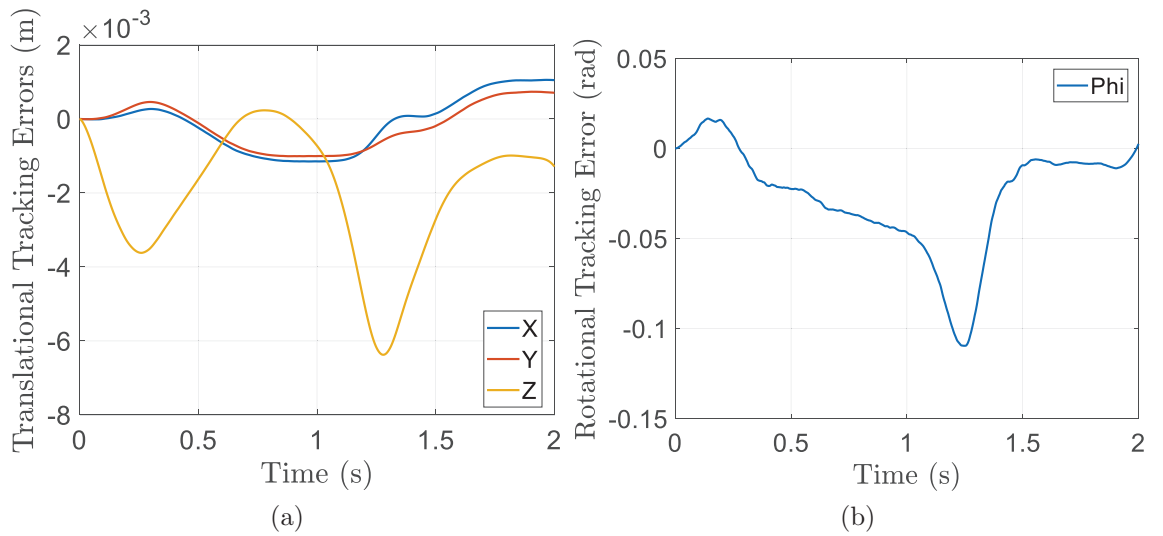 ×10⁻³
Translational Tracking Errors (m)
2
0
-2
-4
-6
-8
X
Y
Z
0 0.5 1 1.5 2
Time (s)
(a)
Rotational Tracking Error (rad)
0.05
0
-0.05
-0.1
-0.15
Phi
0 0.5 1 1.5 2
Time (s)
(b)